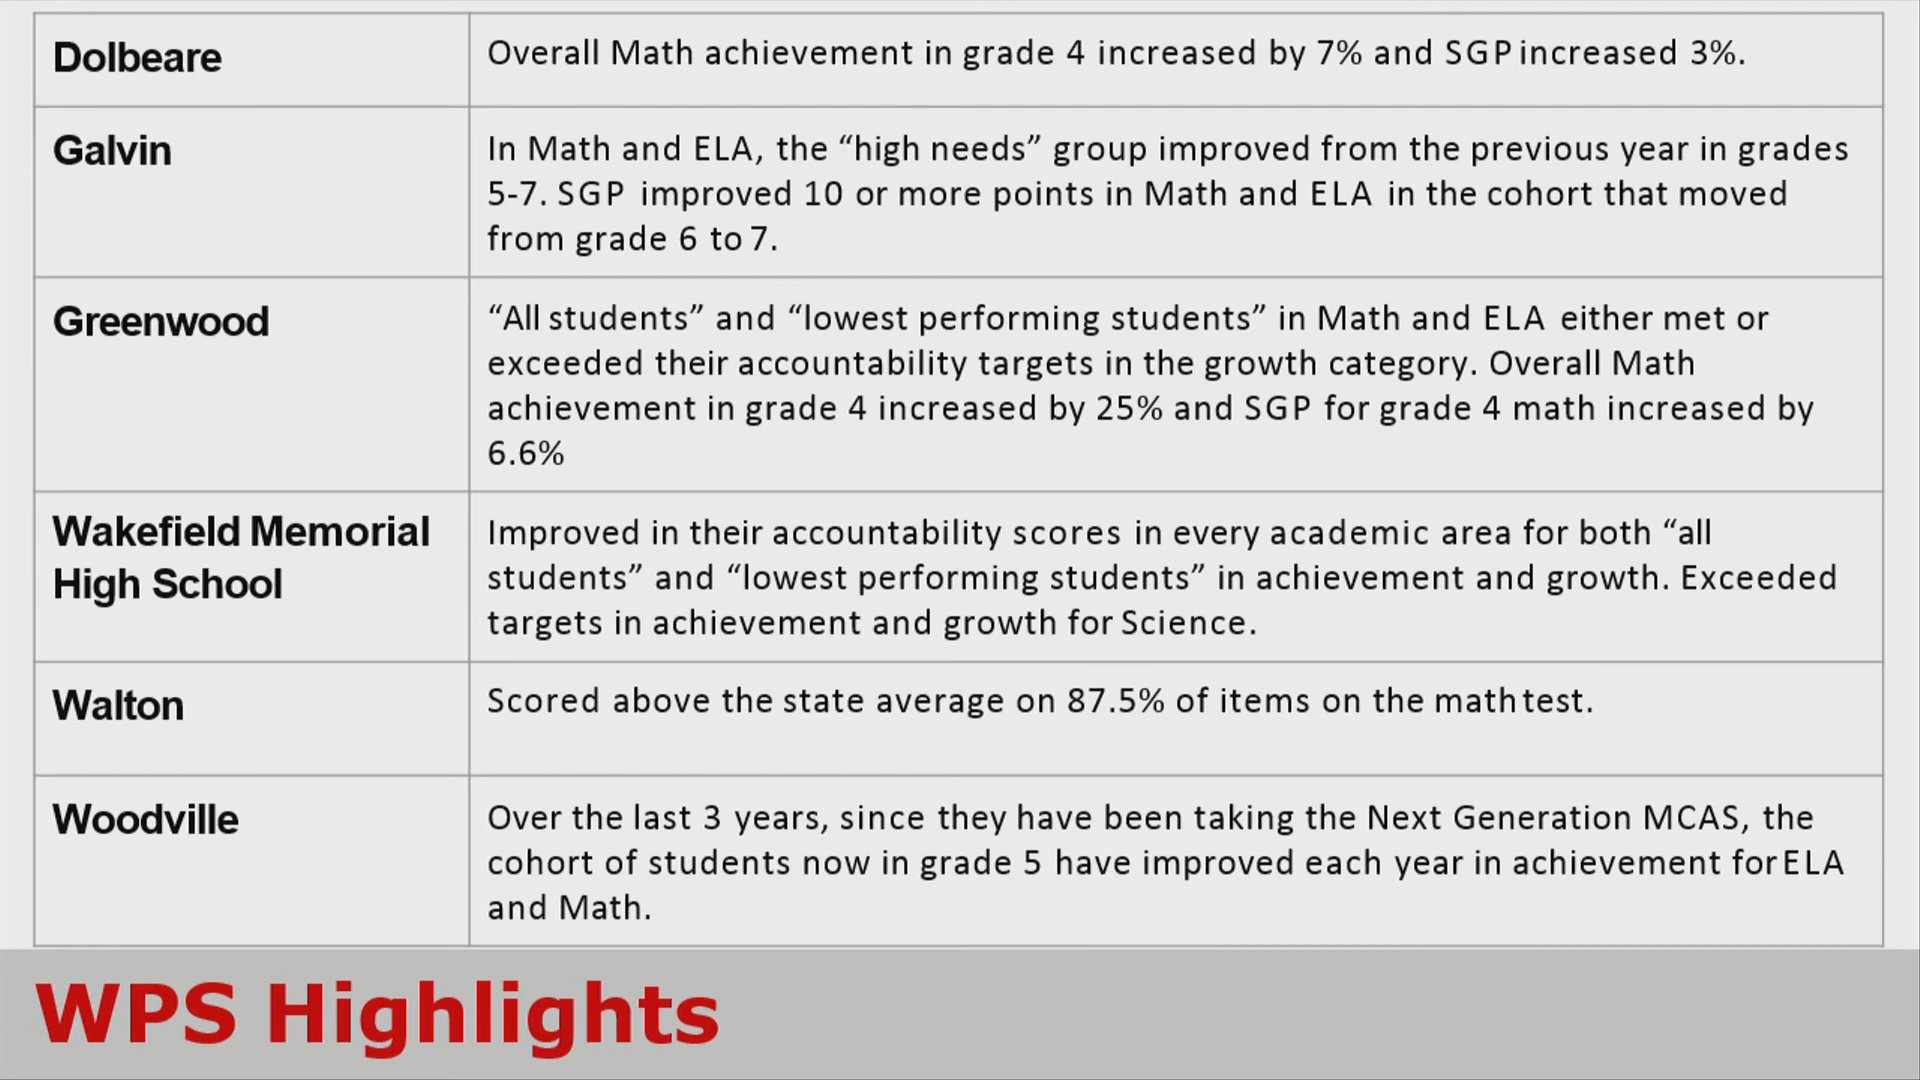 Dolbeare
Overall Math achievement in grade 4 increased by 7% and SGP increased 3%.
Galvin
In Math and ELA, the “high needs” group improved from the previous year in grades
5-7. SGP improved 10 or more points in Math and ELA in the cohort that moved
from grade 6 to 7.
Greenwood
“All students” and “lowest performing students” in Math and ELA either met or
exceeded their accountability targets in the growth category. Overall Math
achievement in grade 4 increased by 25% and SGP for grade 4 math increased by
6.6%
Wakefield Memorial
High School
Improved in their accountability scores in every academic area for both “all
students” and “lowest performing students” in achievement and growth. Exceeded
targets in achievement and growth for Science.
Walton
Scored above the state average on 87.5% of items on the math test.
Woodville
Over the last 3 years, since they have been taking the Next Generation MCAS, the
cohort of students now in grade 5 have improved each year in achievement for ELA
and Math.
WPS Highlights